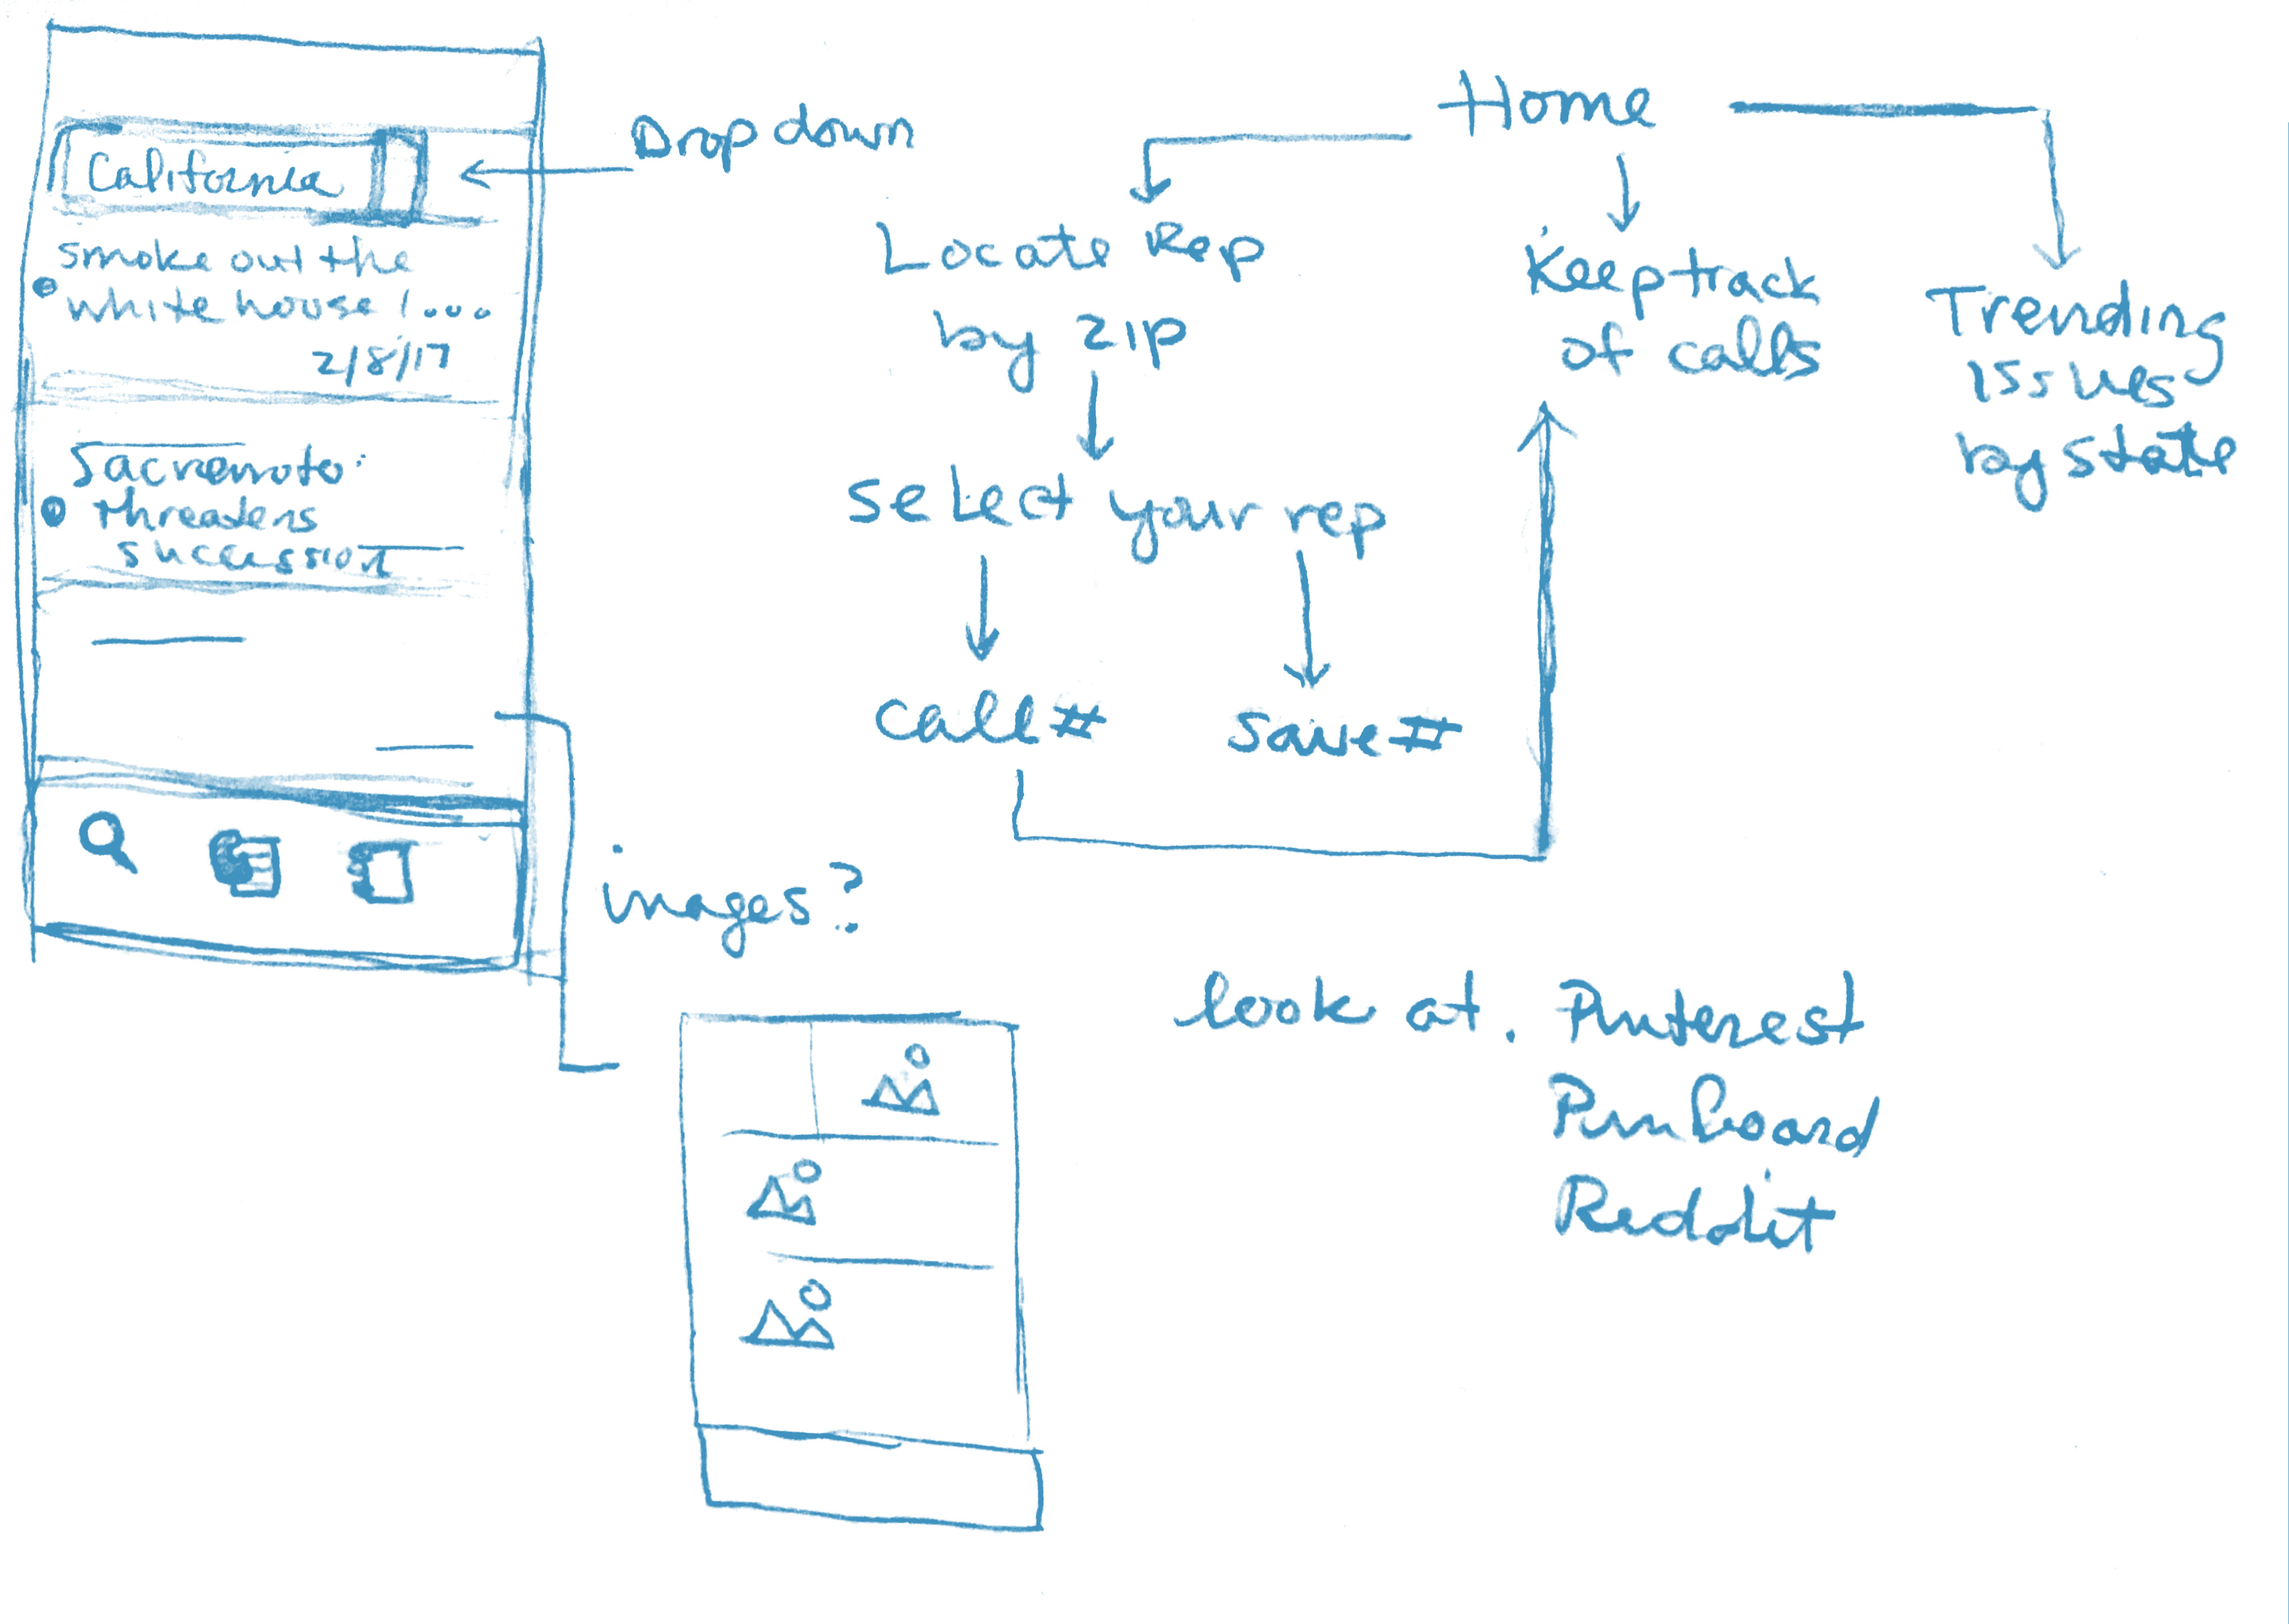 California
Drop down
smoke out the
white house / ...
2/8/17
Sacremoto:
threatens
succession
images?
Home
Locate Rep
by zip
Keep track
of calls
Trending
issues
by state
select your rep
call#
save#
look at. Pinterest
Pinboard
Reddit